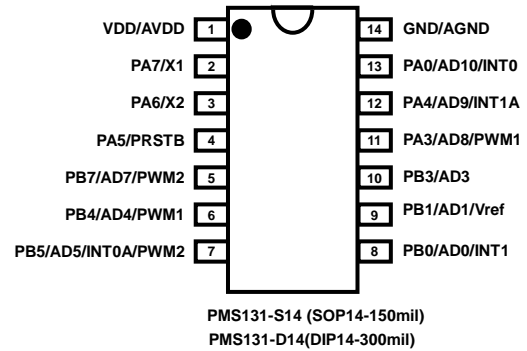 VDD/AVDD 1 14 GND/AGND
PA7/X1 2 13 PA0/AD10/INT0
PA6/X2 3 12 PA4/AD9/INT1A
PA5/PRSTB 4 11 PA3/AD8/PWM1
PB7/AD7/PWM2 5 10 PB3/AD3
PB4/AD4/PWM1 6 9 PB1/AD1/Vref
PB5/AD5/INT0A/PWM2 7 8 PB0/AD0/INT1
PMS131-S14 (SOP14-150mil)
PMS131-D14(DIP14-300mil)